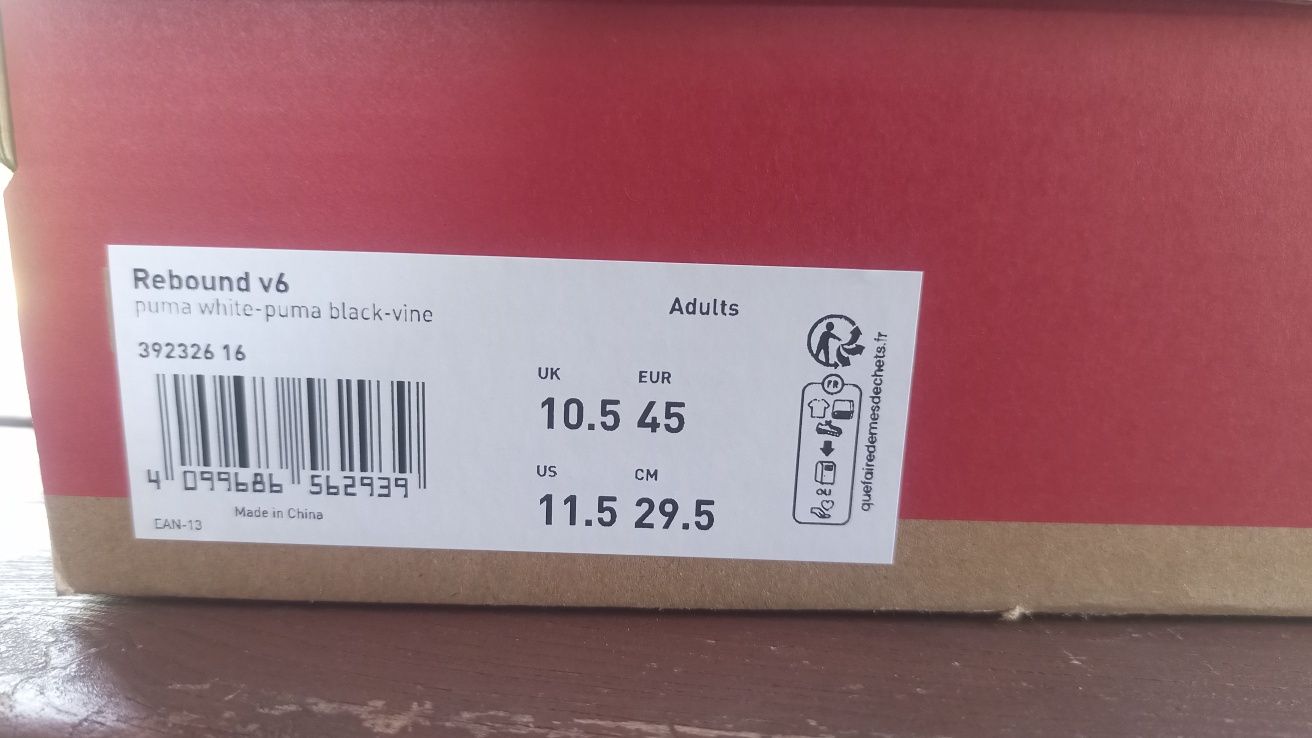 Rebound v6
puma white-puma black-vine
Adults
392326 16
UK EUR
10.5 45
US CM
11.5 29.5
4 099686 562939
Made in China
EAN-13
FR
quefairedemesdechets.fr